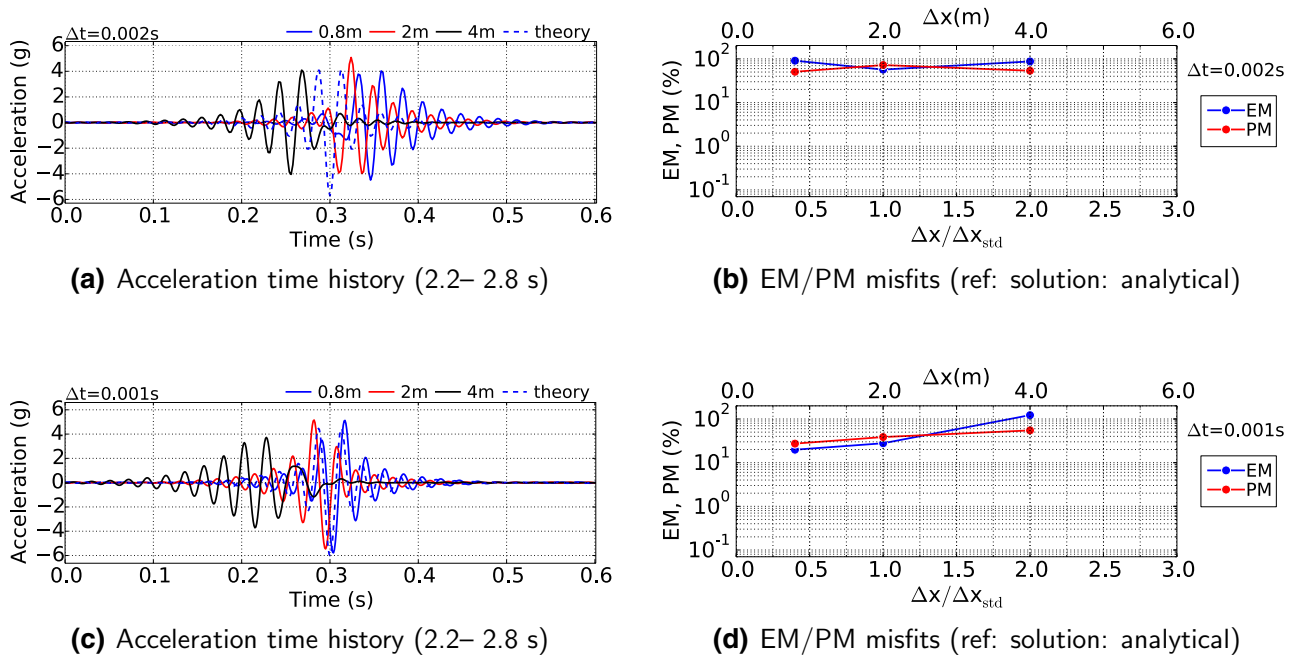 Δt=0.002s 0.8m 2m 4m theory
Acceleration (g)
6
4
2
0
−2
−4
−6
0.0 0.1 0.2 0.3 0.4 0.5 0.6
Time (s)
(a) Acceleration time history (2.2– 2.8 s)
Δx(m)
0.0 2.0 4.0 6.0
EM, PM (%)
10^2
10^1
10^0
10^-1
0.0 0.5 1.0 1.5 2.0 2.5 3.0
Δx/Δx_std
Δt=0.002s
EM
PM
(b) EM/PM misfits (ref: solution: analytical)
Δt=0.001s 0.8m 2m 4m theory
Acceleration (g)
6
4
2
0
−2
−4
−6
0.0 0.1 0.2 0.3 0.4 0.5 0.6
Time (s)
(c) Acceleration time history (2.2– 2.8 s)
Δx(m)
0.0 2.0 4.0 6.0
EM, PM (%)
10^2
10^1
10^0
10^-1
0.0 0.5 1.0 1.5 2.0 2.5 3.0
Δx/Δx_std
Δt=0.001s
EM
PM
(d) EM/PM misfits (ref: solution: analytical)